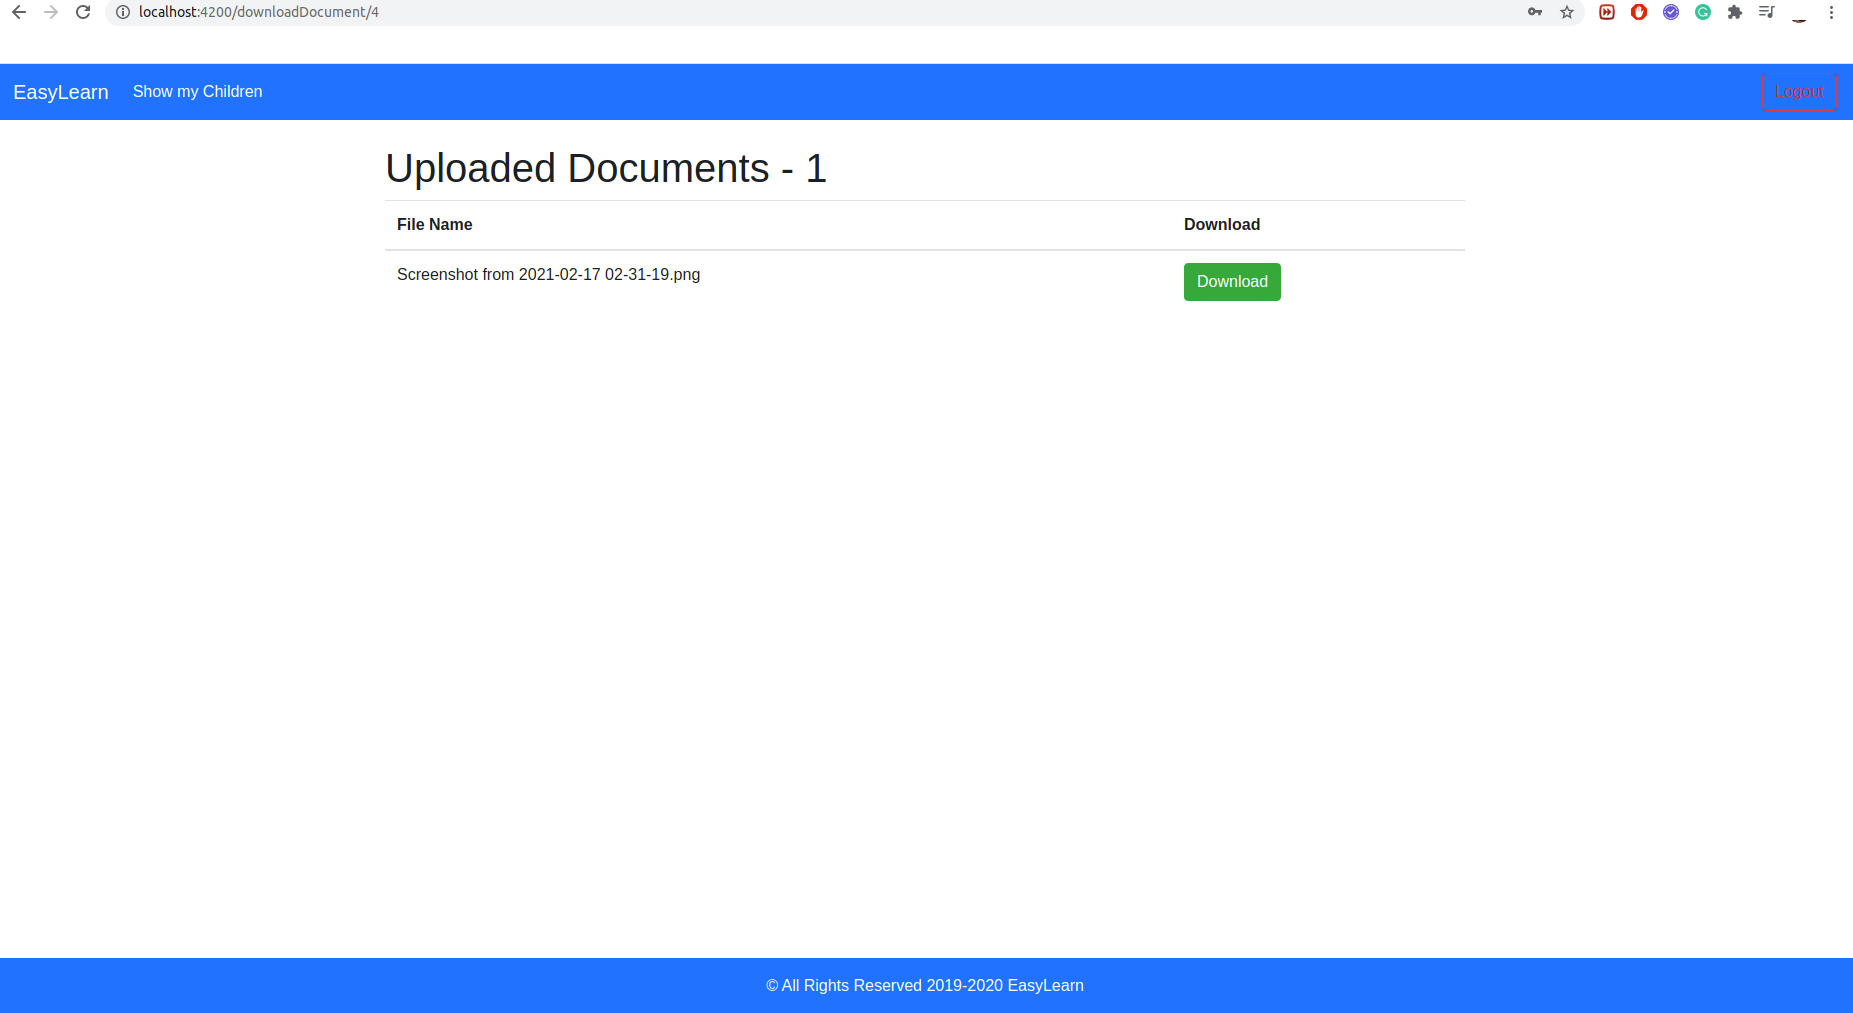 localhost:4200/downloadDocument/4
EasyLearn Show my Children Logout
Uploaded Documents - 1
File Name Download
Screenshot from 2021-02-17 02-31-19.png Download
© All Rights Reserved 2019-2020 EasyLearn